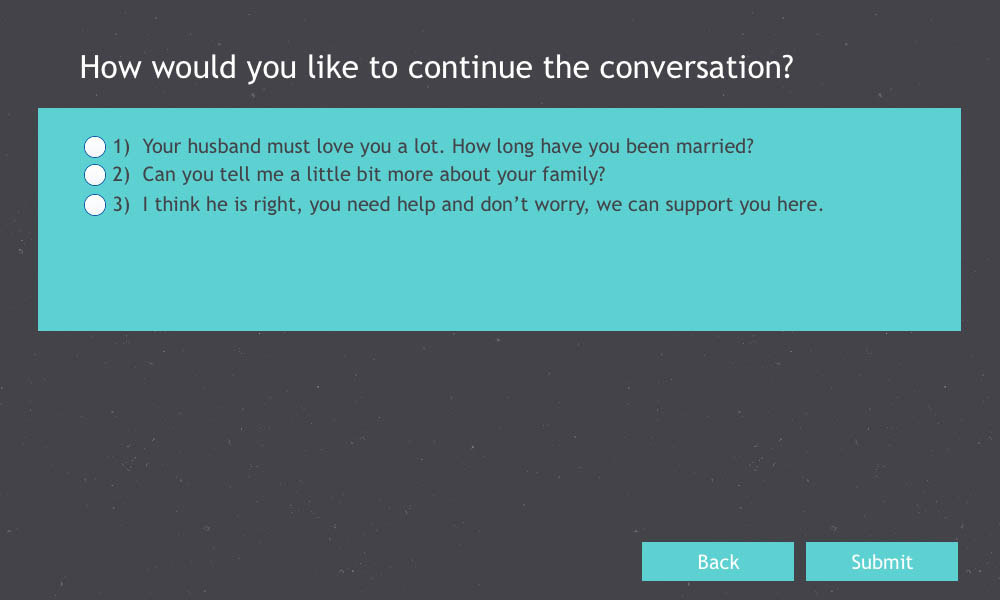 How would you like to continue the conversation?
1) Your husband must love you a lot. How long have you been married?
2) Can you tell me a little bit more about your family?
3) I think he is right, you need help and don’t worry, we can support you here.
Back
Submit